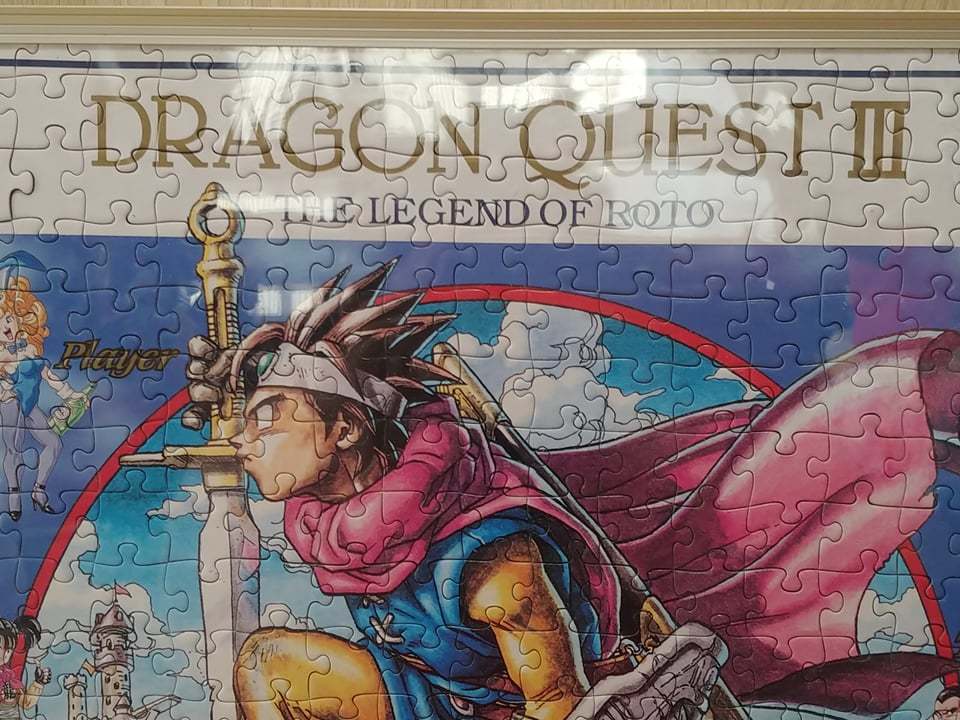 DRAGON QUEST III
THE LEGEND OF ROTO
Player